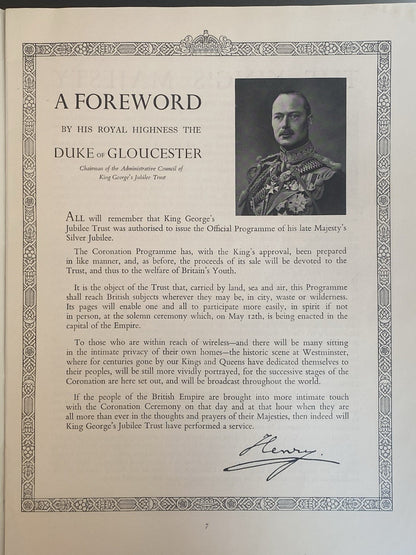 A FOREWORD
BY HIS ROYAL HIGHNESS THE
DUKE OF GLOUCESTER
Chairman of the Administrative Council of
King George's Jubilee Trust
ALL will remember that King George's
Jubilee Trust was authorised to issue the Official Programme of his late Majesty's
Silver Jubilee.
The Coronation Programme has, with the King's approval, been prepared
in like manner, and, as before, the proceeds of its sale will be devoted to the
Trust, and thus to the welfare of Britain's Youth.
It is the object of the Trust that, carried by land, sea and air, this Programme
shall reach British subjects wherever they may be, in city, waste or wilderness.
Its pages will enable one and all to participate more easily, in spirit if not
in person, at the solemn ceremony which, on May 12th, is being enacted in the
capital of the Empire.
To those who are within reach of wireless—and there will be many sitting
in the intimate privacy of their own homes—the historic scene at Westminster,
where for centuries gone by our Kings and Queens have dedicated themselves to
their peoples, will be still more vividly portrayed, for the successive stages of the
Coronation are here set out, and will be broadcast throughout the world.
If the people of the British Empire are brought into more intimate touch
with the Coronation Ceremony on that day and at that hour when they are
all more than ever in the thoughts and prayers of their Majesties, then indeed will
King George's Jubilee Trust have performed a service.
Henry.
7